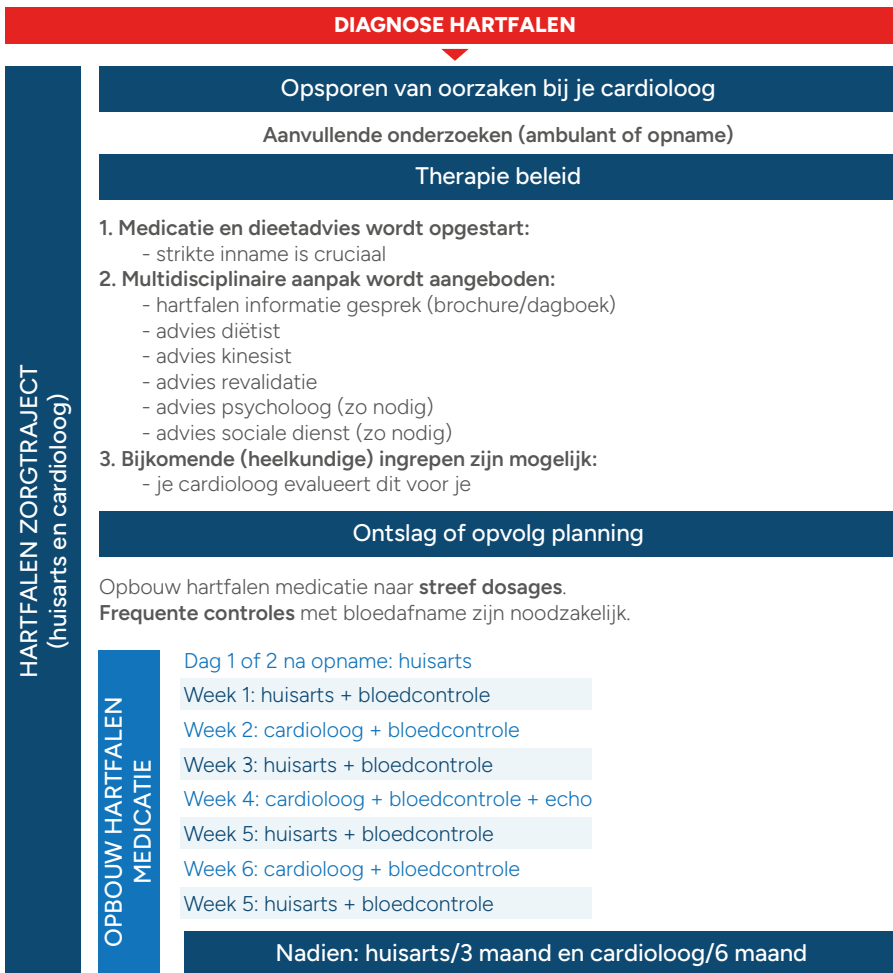 DIAGNOSE HARTFALEN
HARTFALEN ZORGTRAJECT
(huisarts en cardioloog)
Opsporen van oorzaken bij je cardioloog
Aanvullende onderzoeken (ambulant of opname)
Therapie beleid
1. Medicatie en dieetadvies wordt opgestart:
- strikte inname is cruciaal
2. Multidisciplinaire aanpak wordt aangeboden:
- hartfalen informatie gesprek (brochure/dagboek)
- advies diëtist
- advies kinesist
- advies revalidatie
- advies psycholoog (zo nodig)
- advies sociale dienst (zo nodig)
3. Bijkomende (heelkundige) ingrepen zijn mogelijk:
- je cardioloog evalueert dit voor je
Ontslag of opvolg planning
Opbouw hartfalen medicatie naar streef dosages.
Frequente controles met bloedafname zijn noodzakelijk.
OPBOUW HARTFALEN
MEDICATIE
Dag 1 of 2 na opname: huisarts
Week 1: huisarts + bloedcontrole
Week 2: cardioloog + bloedcontrole
Week 3: huisarts + bloedcontrole
Week 4: cardioloog + bloedcontrole + echo
Week 5: huisarts + bloedcontrole
Week 6: cardioloog + bloedcontrole
Week 5: huisarts + bloedcontrole
Nadien: huisarts/3 maand en cardioloog/6 maand